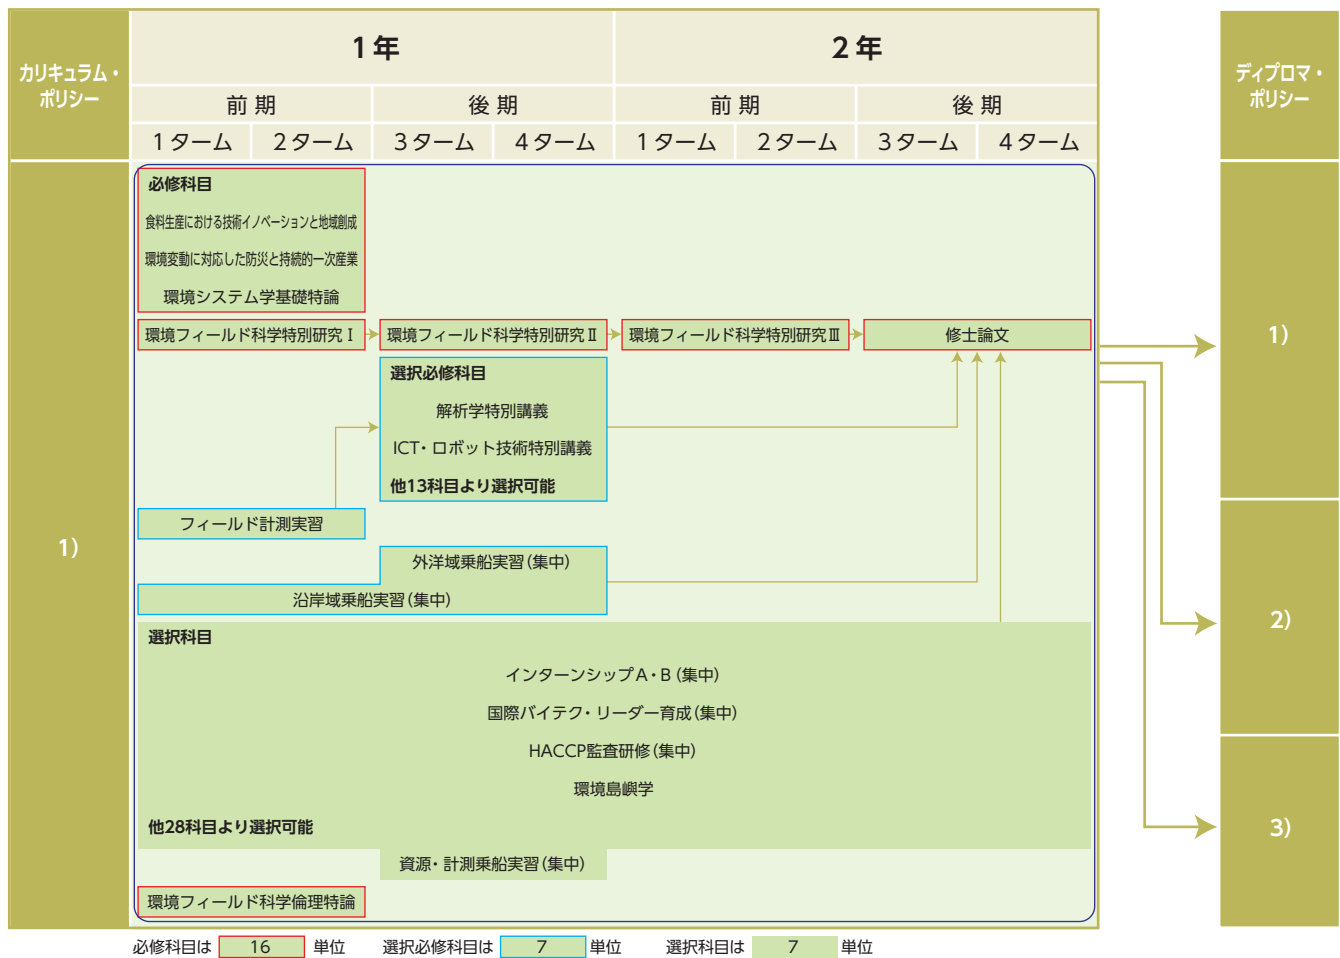 カリキュラム・
ポリシー
1年
2年
ディプロマ・
ポリシー
前期
後期
前期
後期
1ターム
2ターム
3ターム
4ターム
1ターム
2ターム
3ターム
4ターム
必修科目
食料生産における技術イノベーションと地域創成
環境変動に対応した防災と持続的一次産業
環境システム学基礎特論
環境フィールド科学特別研究Ⅰ
環境フィールド科学特別研究Ⅱ
環境フィールド科学特別研究Ⅲ
修士論文
1)
選択必修科目
解析学特別講義
ICT・ロボット技術特別講義
他13科目より選択可能
フィールド計測実習
1)
外洋域乗船実習(集中)
沿岸域乗船実習(集中)
2)
選択科目
インターンシップA・B(集中)
国際バイテク・リーダー育成(集中)
HACCP監査研修(集中)
環境島嶼学
他28科目より選択可能
3)
資源・計測乗船実習(集中)
環境フィールド科学倫理特論
必修科目は 16 単位 選択必修科目は 7 単位 選択科目は 7 単位